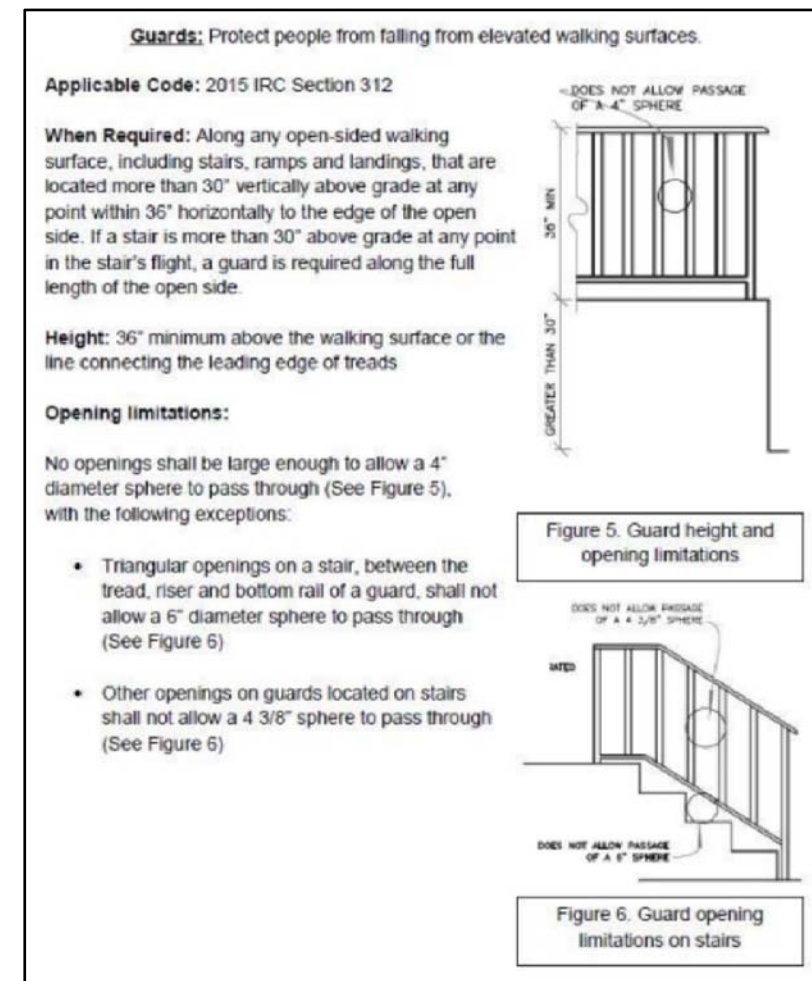 Guards: Protect people from falling from elevated walking surfaces.
Applicable Code: 2015 IRC Section 312
When Required: Along any open-sided walking
surface, including stairs, ramps and landings, that are
located more than 30" vertically above grade at any
point within 36" horizontally to the edge of the open
side. If a stair is more than 30" above grade at any point
in the stair's flight, a guard is required along the full
length of the open side.
Height: 36" minimum above the walking surface or the
line connecting the leading edge of treads
Opening limitations:
No openings shall be large enough to allow a 4"
diameter sphere to pass through (See Figure 5),
with the following exceptions:
• Triangular openings on a stair, between the
tread, riser and bottom rail of a guard, shall not
allow a 6" diameter sphere to pass through
(See Figure 6)
• Other openings on guards located on stairs
shall not allow a 4 3/8" sphere to pass through
(See Figure 6)
DOES NOT ALLOW PASSAGE
OF A 4" SPHERE
36" MIN
GREATER THAN 30"
Figure 5. Guard height and
opening limitations
DOES NOT ALLOW PASSAGE
OF A 4 3/8" SPHERE
IATED
DOES NOT ALLOW PASSAGE
OF A 6" SPHERE
Figure 6. Guard opening
limitations on stairs